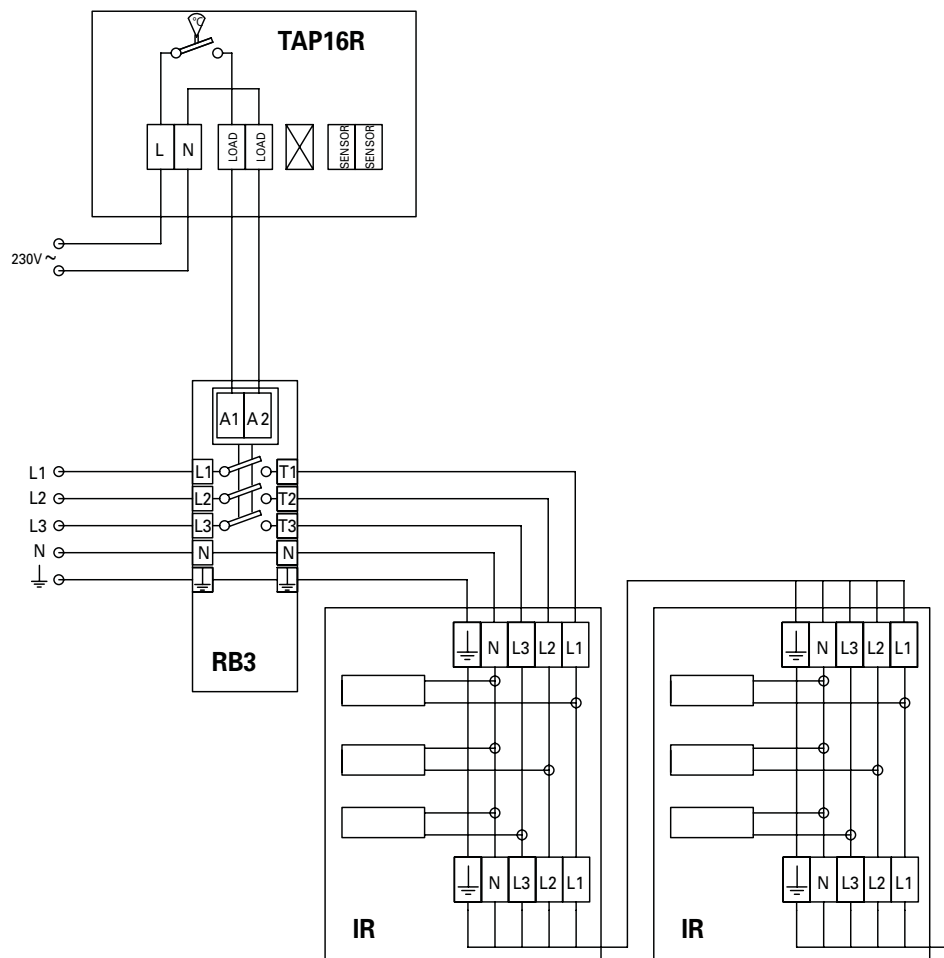 °C
TAP16R
L N LOAD LOAD SENSOR SENSOR
230V ~
A1 A2
L1 L1 T1
L2 L2 T2
L3 L3 T3
N N N
RB3
N L3 L2 L1
N L3 L2 L1
N L3 L2 L1
N L3 L2 L1
IR
IR